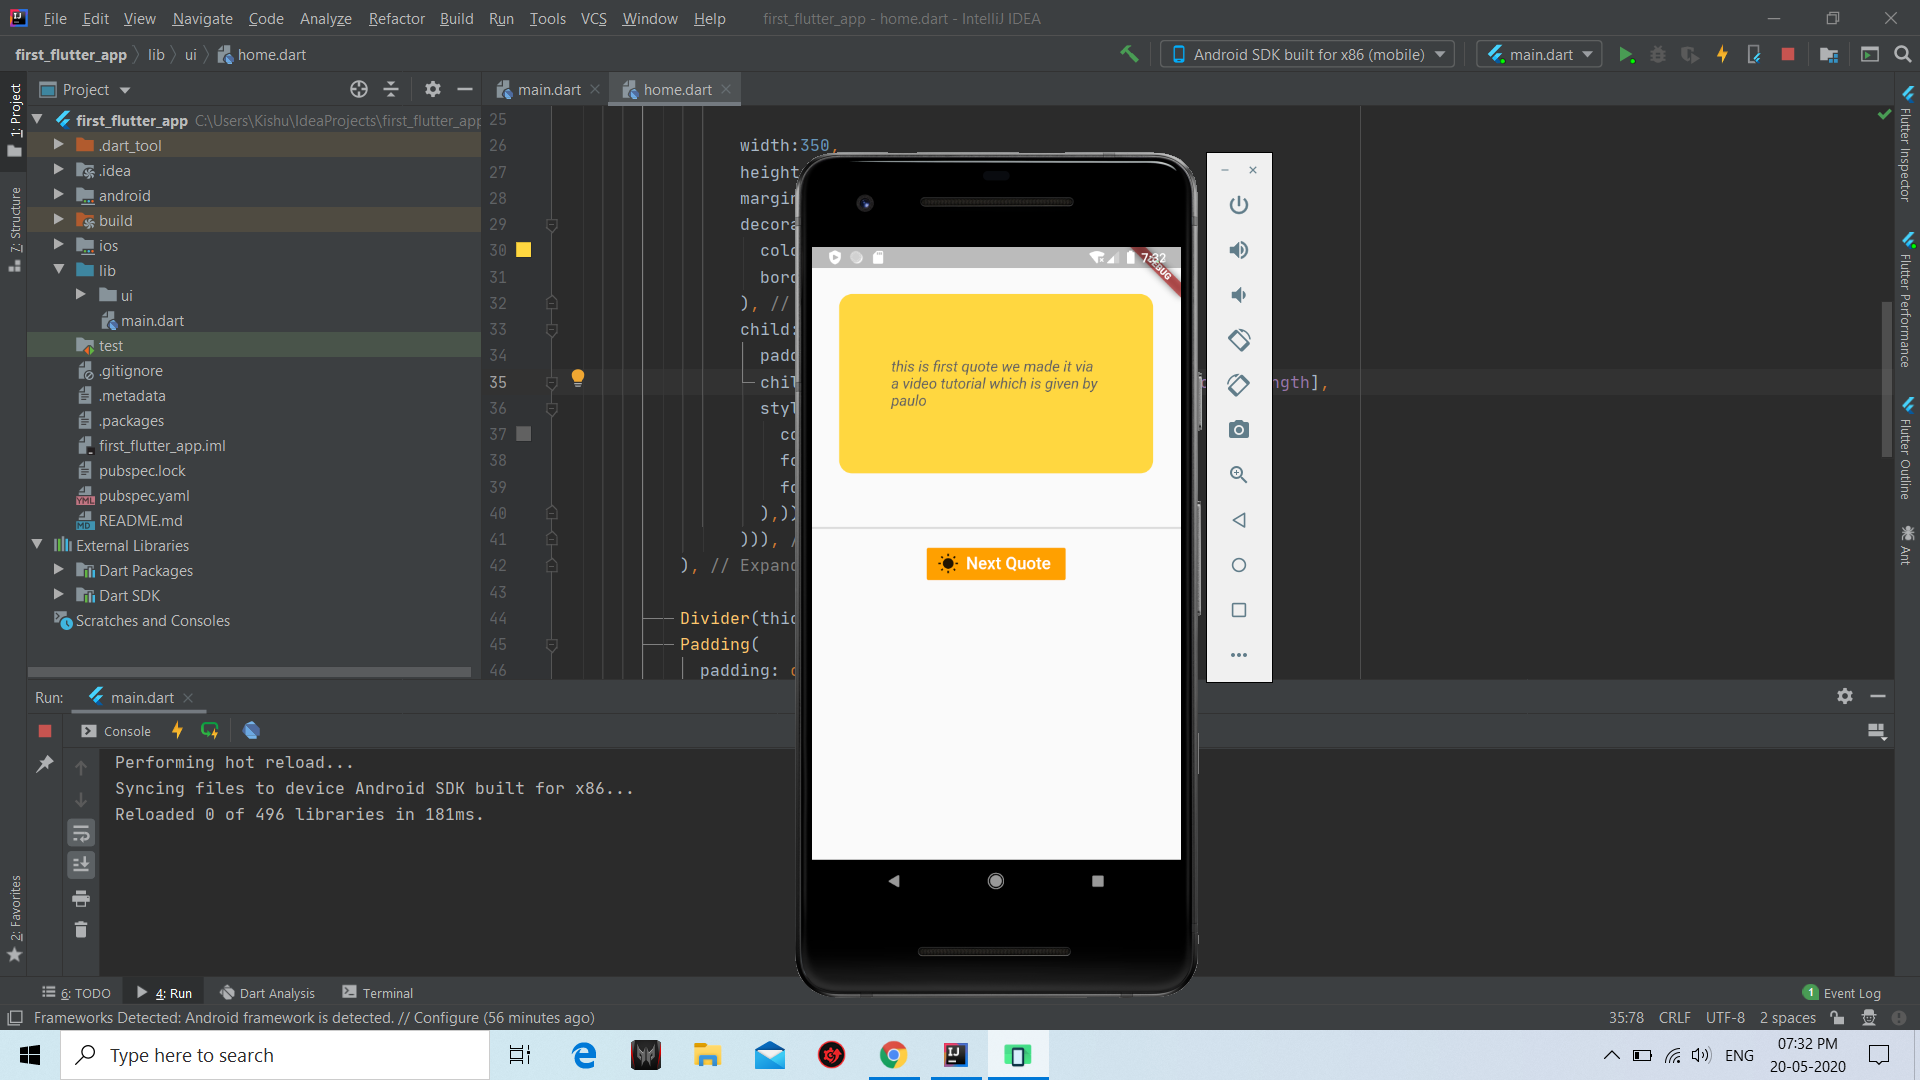 File Edit View Navigate Code Analyze Refactor Build Run Tools VCS Window Help first_flutter_app - home.dart - IntelliJ IDEA
first_flutter_app lib ui home.dart Android SDK built for x86 (mobile) main.dart
Project main.dart home.dart
1: Project
7: Structure
2: Favorites
first_flutter_app C:\Users\Kishu\IdeaProjects\first_flutter_app
.dart_tool
.idea
android
build
ios
lib
ui
main.dart
test
.gitignore
.metadata
.packages
first_flutter_app.iml
pubspec.lock
pubspec.yaml
README.md
External Libraries
Dart Packages
Dart SDK
Scratches and Consoles
25
26 width:350,
27 height
28 margin
29 decora
30 colo
31 bord
32 ), //
33 child:
34 padd
35 chil ngth],
36 styl
37 co
38 fo
39 fo
40 ),))
41 ))), /
42 ), // Expand
43
44 Divider(thic
45 Padding(
46 padding: c
7:32
DEBUG
this is first quote we made it via
a video tutorial which is given by
paulo
Next Quote
Flutter Inspector
Flutter Performance
Flutter Outline
Ant
Run: main.dart
Console
Performing hot reload...
Syncing files to device Android SDK built for x86...
Reloaded 0 of 496 libraries in 181ms.
6: TODO 4: Run Dart Analysis Terminal 1 Event Log
Frameworks Detected: Android framework is detected. // Configure (56 minutes ago) 35:78 CRLF UTF-8 2 spaces
Type here to search ENG 07:32 PM
20-05-2020